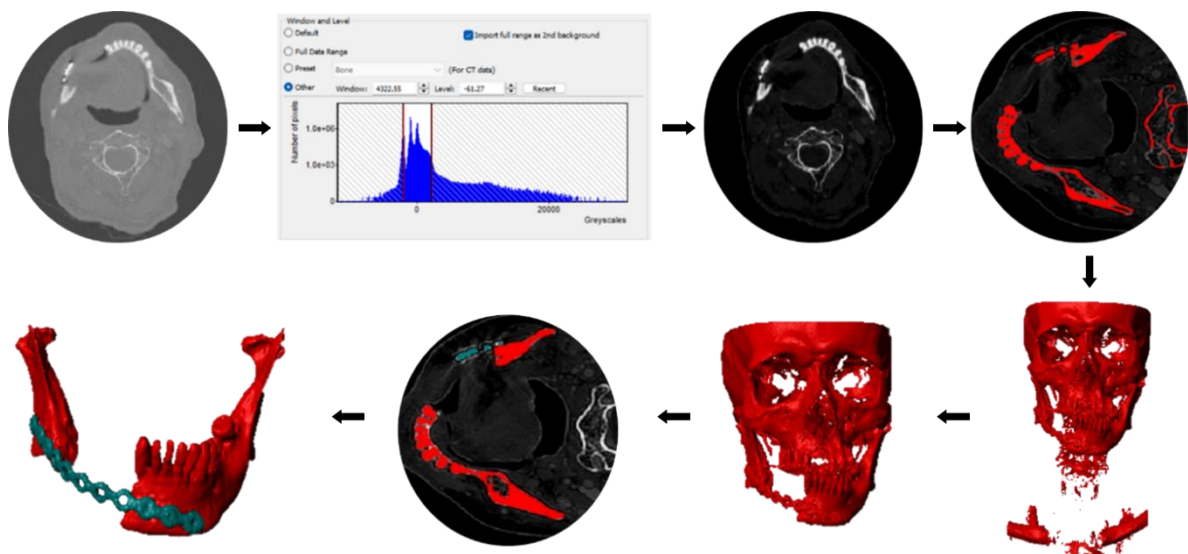 Window and Level
Default
Import full range as 2nd background
Full Data Range
Preset Bone (For CT data)
Other Window: 4322.55 Level: -61.27 Recent
Number of pixels
1.0e+06
1.0e+03
0 20000
Greyscales